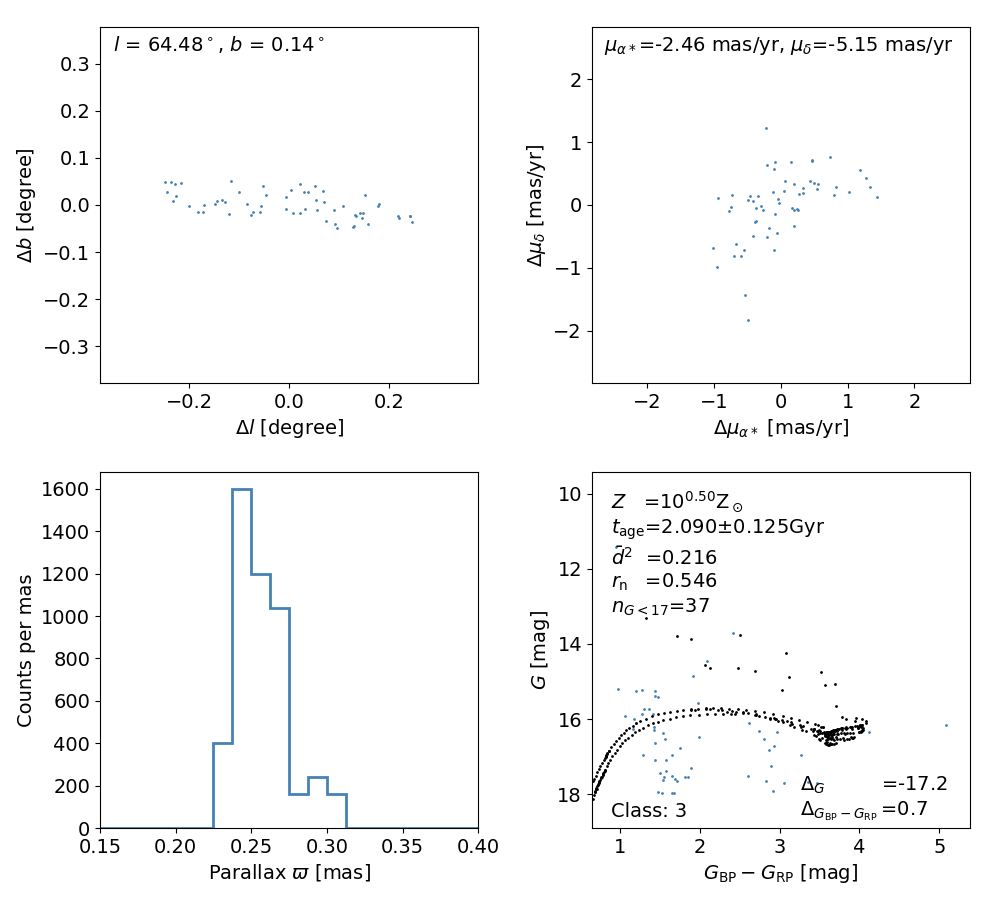 l = 64.48°, b = 0.14°
0.3
0.2
0.1
0.0
−0.1
−0.2
−0.3
−0.2 0.0 0.2
Δl [degree]
Δb [degree]
μα*=-2.46 mas/yr, μδ=-5.15 mas/yr
2
1
0
−1
−2
−2 −1 0 1 2
Δμα* [mas/yr]
Δμδ [mas/yr]
1600
1400
1200
1000
800
600
400
200
0
0.15 0.20 0.25 0.30 0.35 0.40
Parallax ϖ [mas]
Counts per mas
Z =10^0.50 Z⊙
t_age=2.090±0.125Gyr
d̄² =0.216
r_n =0.546
n_G<17=37
Δ_G =-17.2
Δ_G_BP−G_RP =0.7
Class: 3
10
12
14
16
18
1 2 3 4 5
G_BP − G_RP [mag]
G [mag]